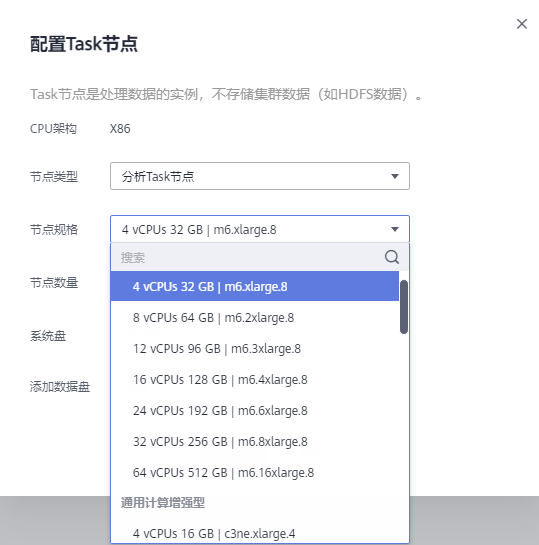 配置Task节点
Task节点是处理数据的实例，不存储集群数据（如HDFS数据）。
CPU架构 X86
节点类型 分析Task节点
节点规格 4 vCPUs 32 GB | m6.xlarge.8
搜索
节点数量 4 vCPUs 32 GB | m6.xlarge.8
8 vCPUs 64 GB | m6.2xlarge.8
系统盘 12 vCPUs 96 GB | m6.3xlarge.8
添加数据盘 16 vCPUs 128 GB | m6.4xlarge.8
24 vCPUs 192 GB | m6.6xlarge.8
32 vCPUs 256 GB | m6.8xlarge.8
64 vCPUs 512 GB | m6.16xlarge.8
通用计算增强型
4 vCPUs 16 GB | c3ne.xlarge.4